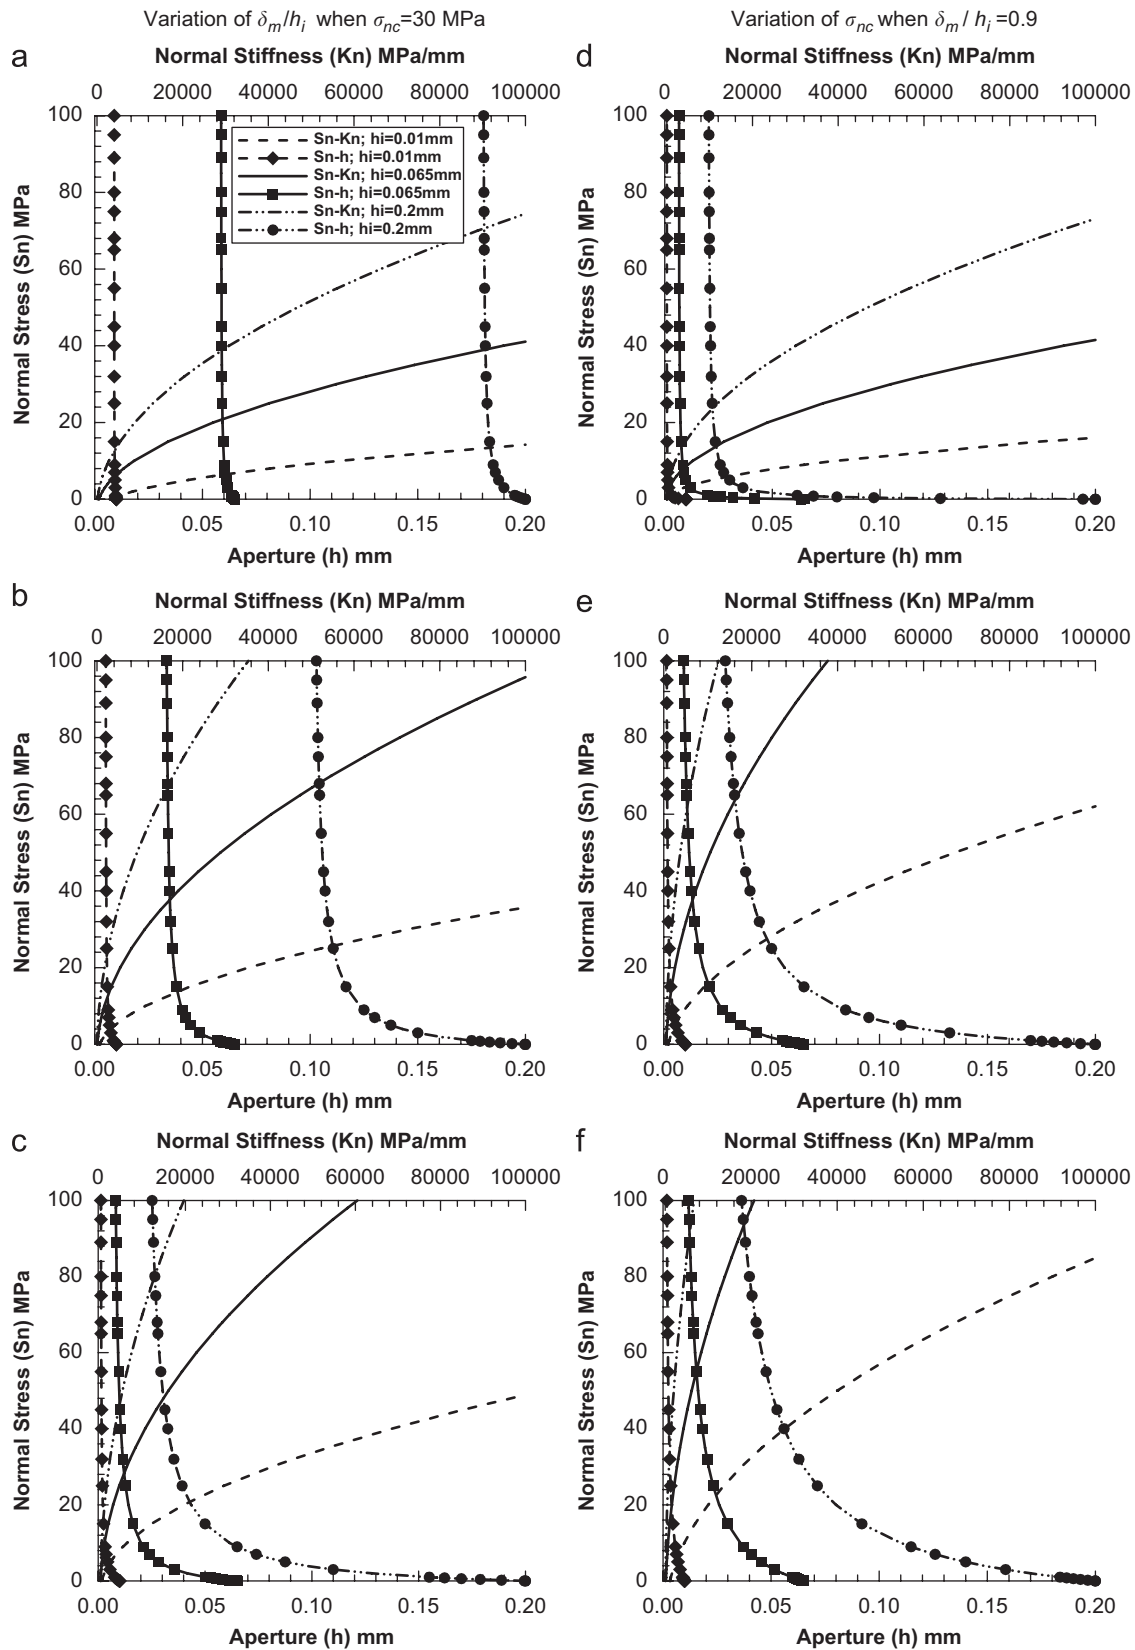 Variation of δm/hi when σnc=30 MPa
Variation of σnc when δm / hi =0.9
a
Normal Stiffness (Kn) MPa/mm
0 20000 40000 60000 80000 100000
100
80
60
40
20
0
Normal Stress (Sn) MPa
Sn-Kn; hi=0.01mm
Sn-h; hi=0.01mm
Sn-Kn; hi=0.065mm
Sn-h; hi=0.065mm
Sn-Kn; hi=0.2mm
Sn-h; hi=0.2mm
0.00 0.05 0.10 0.15 0.20
Aperture (h) mm
d
Normal Stiffness (Kn) MPa/mm
0 20000 40000 60000 80000 100000
100
80
60
40
20
0
Normal Stress (Sn) MPa
0.00 0.05 0.10 0.15 0.20
Aperture (h) mm
b
Normal Stiffness (Kn) MPa/mm
0 20000 40000 60000 80000 100000
100
80
60
40
20
0
Normal Stress (Sn) MPa
0.00 0.05 0.10 0.15 0.20
Aperture (h) mm
e
Normal Stiffness (Kn) MPa/mm
0 20000 40000 60000 80000 100000
100
80
60
40
20
0
Normal Stress (Sn) MPa
0.00 0.05 0.10 0.15 0.20
Aperture (h) mm
c
Normal Stiffness (Kn) MPa/mm
0 20000 40000 60000 80000 100000
100
80
60
40
20
0
Normal Stress (Sn) MPa
0.00 0.05 0.10 0.15 0.20
Aperture (h) mm
f
Normal Stiffness (Kn) MPa/mm
0 20000 40000 60000 80000 100000
100
80
60
40
20
0
Normal Stress (Sn) MPa
0.00 0.05 0.10 0.15 0.20
Aperture (h) mm